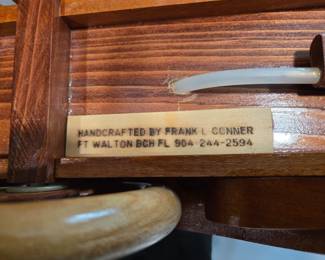 HANDCRAFTED BY FRANK L CONNER
FT WALTON BCH FL 904-244-2594